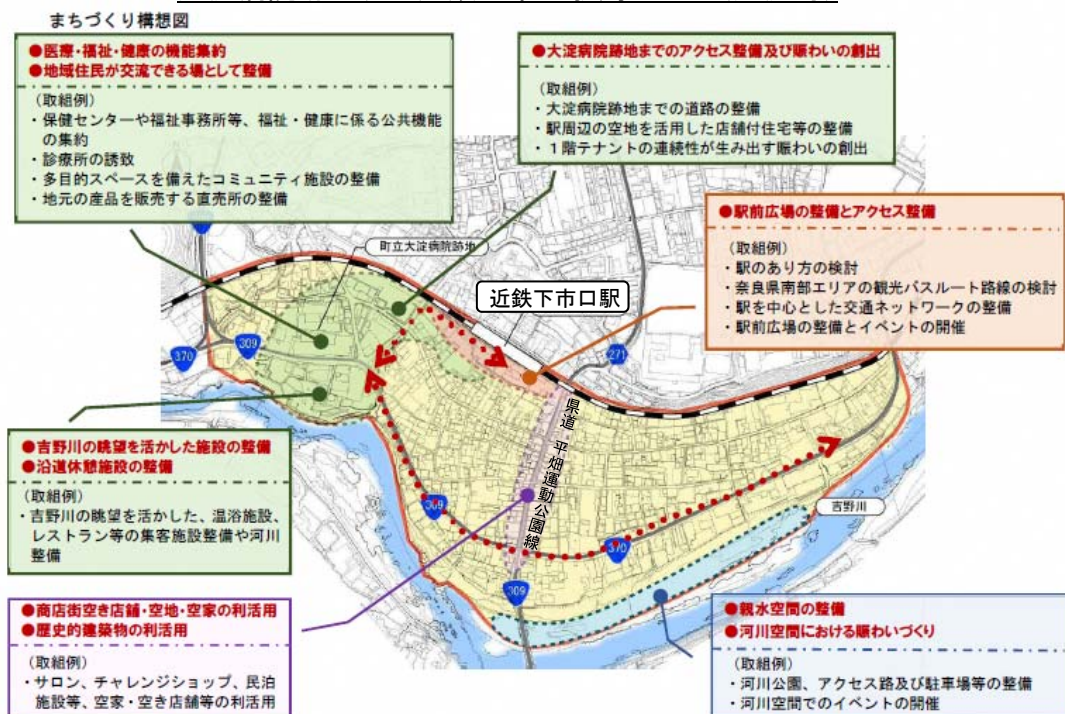 まちづくり構想図
●医療・福祉・健康の機能集約
●地域住民が交流できる場として整備
（取組例）
・保健センターや福祉事務所等、福祉・健康に係る公共機能
の集約
・診療所の誘致
・多目的スペースを備えたコミュニティ施設の整備
・地元の産品を販売する直売所の整備
●大淀病院跡地までのアクセス整備及び賑わいの創出
（取組例）
・大淀病院跡地までの道路の整備
・駅周辺の空地を活用した店舗付住宅等の整備
・１階テナントの連続性が生み出す賑わいの創出
●駅前広場の整備とアクセス整備
（取組例）
・駅のあり方の検討
・奈良県南部エリアの観光バスルート路線の検討
・駅を中心とした交通ネットワークの整備
・駅前広場の整備とイベントの開催
町立大淀病院跡地
近鉄下市口駅
370
309
271
県道 平畑運動公園線
309
370
309
吉野川
●吉野川の眺望を活かした施設の整備
●沿道休憩施設の整備
（取組例）
・吉野川の眺望を活かした、温浴施設、
レストラン等の集客施設整備や河川
整備
●商店街空き店舗・空地・空家の利活用
●歴史的建築物の利活用
（取組例）
・サロン、チャレンジショップ、民泊
施設等、空家・空き店舗等の利活用
●親水空間の整備
●河川空間における賑わいづくり
（取組例）
・河川公園、アクセス路及び駐車場等の整備
・河川空間でのイベントの開催